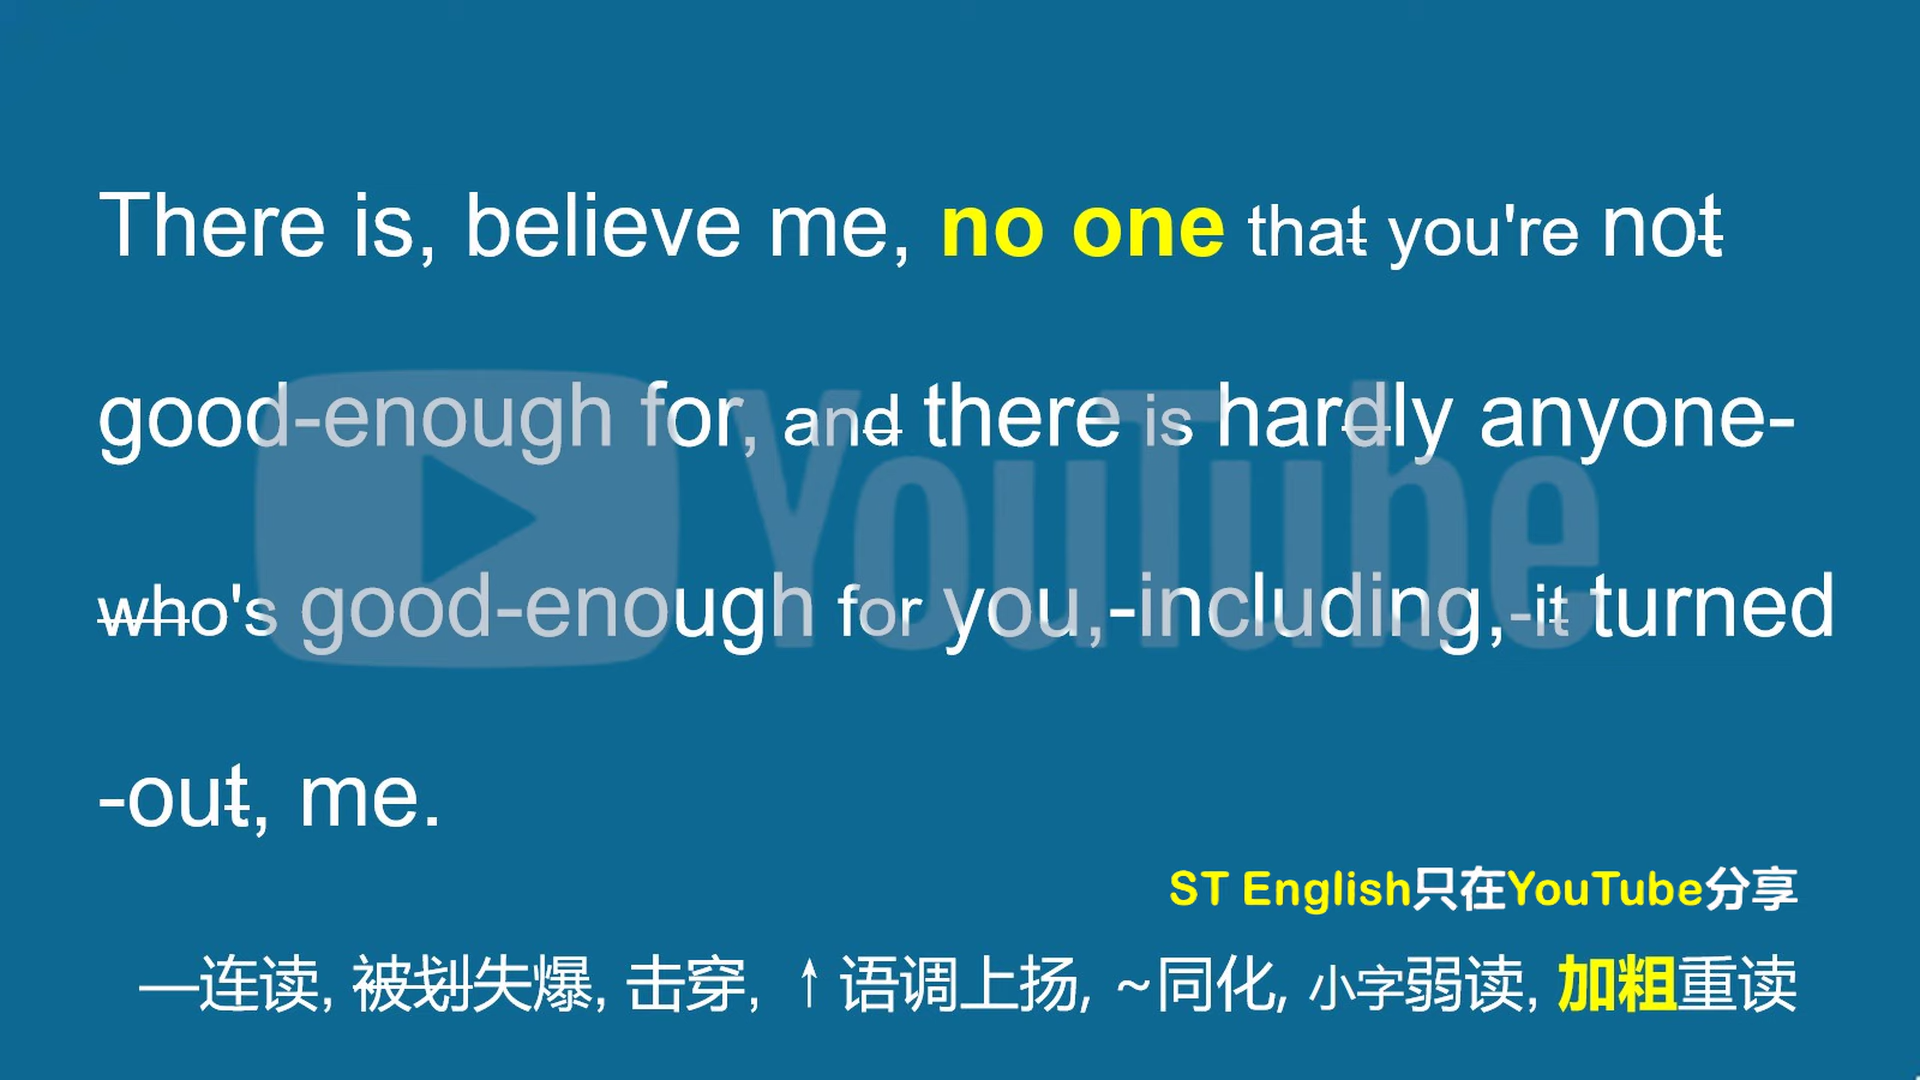 There is, believe me, no one that you're not
good-enough for, and there is hardly anyone-
who's good-enough for you,-including,-it turned
-out, me.
YouTube
ST English只在YouTube分享
—连读, 被划失爆, 击穿, ↑语调上扬, ~同化, 小字弱读, 加粗重读